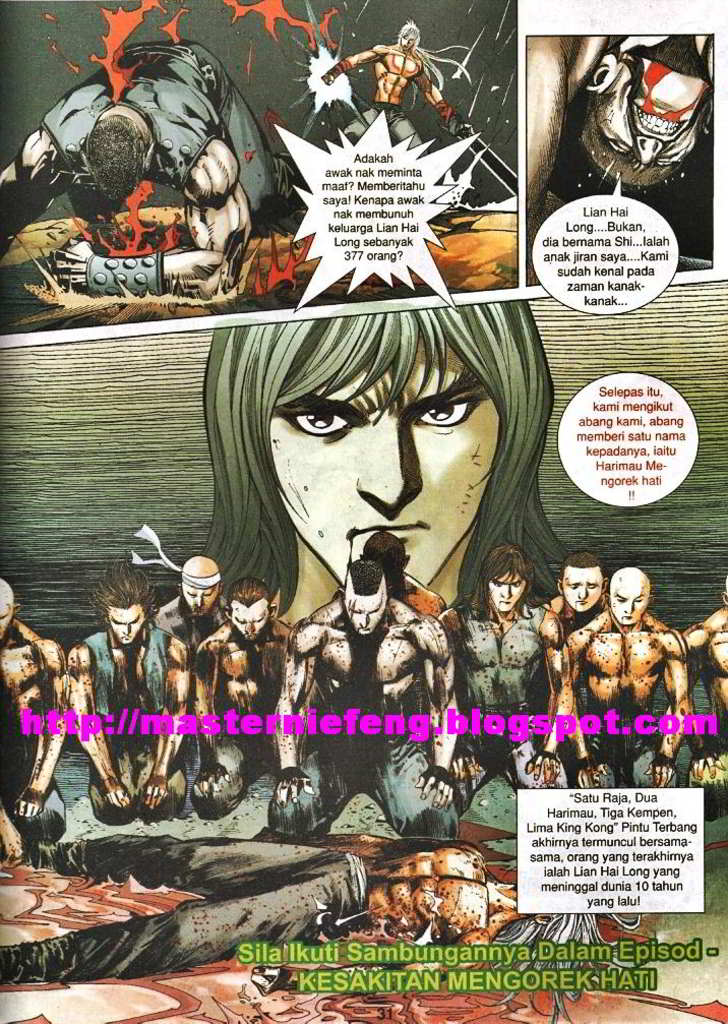 Adakah
awak nak meminta
maaf? Memberitahu
saya! Kenapa awak
nak membunuh
keluarga Lian Hai
Long sebanyak
377 orang?
Lian Hai
Long....Bukan,
dia bernama Shi...Ialah
anak jiran saya....Kami
sudah kenal pada
zaman kanak-
kanak...
Selepas itu,
kami mengikut
abang kami, abang
memberi satu nama
kepadanya, iaitu
Harimau Me-
ngorek hati
!!
http://masterniefeng.blogspot.com/
"Satu Raja, Dua
Harimau, Tiga Kempen,
Lima King Kong" Pintu Terbang
akhirnya termuncul bersama-
sama, orang yang terakhirnya
ialah Lian Hai Long yang
meninggal dunia 10 tahun
yang lalu!
Sila Ikuti Sambungannya Dalam Episod -
KESAKITAN MENGOREK HATI
31